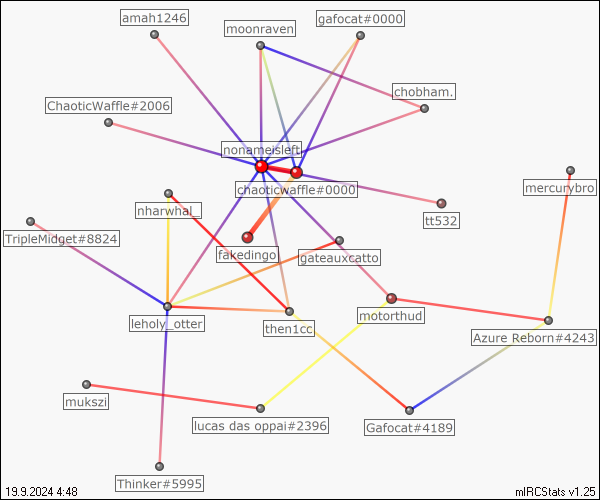 amah1246
gafocat#0000
moonraven
chobham.
ChaoticWaffle#2006
nonameisleft
chaoticwaffle#0000
mercurybro
nharwhal_
tt532
TripleMidget#8824
fakedingo
gateauxcatto
motorthud
leholy_otter
then1cc
Azure Reborn#4243
mukszi
lucas das oppai#2396
Gafocat#4189
Thinker#5995
19.9.2024 4:48
mIRCStats v1.25